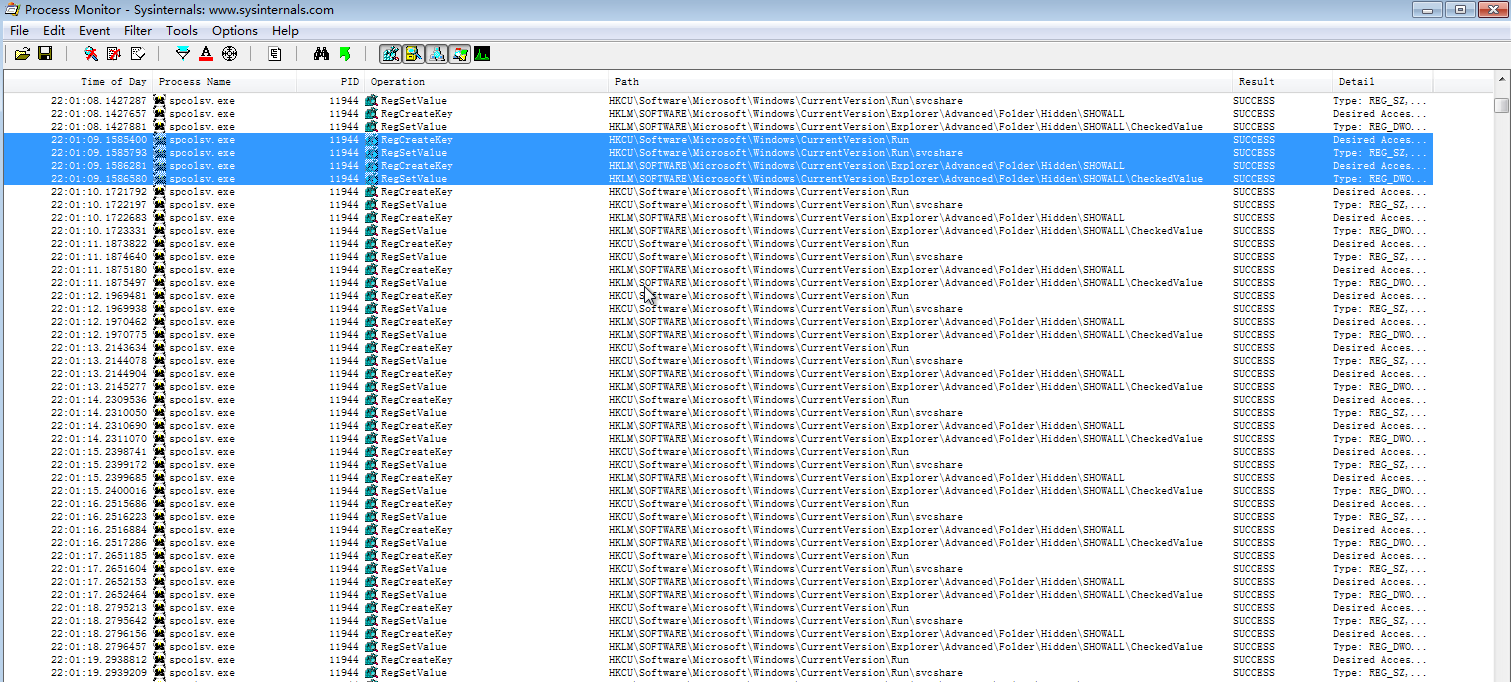 Process Monitor - Sysinternals: www.sysinternals.com
File Edit Event Filter Tools Options Help
Time of Day Process Name PID Operation Path Result Detail
22:01:08.1427287 spcolsv.exe 11944 RegSetValue HKCU\Software\Microsoft\Windows\CurrentVersion\Run\svcshare SUCCESS Type: REG_SZ,...
22:01:08.1427657 spcolsv.exe 11944 RegCreateKey HKLM\SOFTWARE\Microsoft\Windows\CurrentVersion\Explorer\Advanced\Folder\Hidden\SHOWALL SUCCESS Desired Acces...
22:01:08.1427881 spcolsv.exe 11944 RegSetValue HKLM\SOFTWARE\Microsoft\Windows\CurrentVersion\Explorer\Advanced\Folder\Hidden\SHOWALL\CheckedValue SUCCESS Type: REG_DWO...
22:01:09.1585400 spcolsv.exe 11944 RegCreateKey HKCU\Software\Microsoft\Windows\CurrentVersion\Run SUCCESS Desired Acces...
22:01:09.1585793 spcolsv.exe 11944 RegSetValue HKCU\Software\Microsoft\Windows\CurrentVersion\Run\svcshare SUCCESS Type: REG_SZ,...
22:01:09.1586281 spcolsv.exe 11944 RegCreateKey HKLM\SOFTWARE\Microsoft\Windows\CurrentVersion\Explorer\Advanced\Folder\Hidden\SHOWALL SUCCESS Desired Acces...
22:01:09.1586580 spcolsv.exe 11944 RegSetValue HKLM\SOFTWARE\Microsoft\Windows\CurrentVersion\Explorer\Advanced\Folder\Hidden\SHOWALL\CheckedValue SUCCESS Type: REG_DWO...
22:01:10.1721792 spcolsv.exe 11944 RegCreateKey HKCU\Software\Microsoft\Windows\CurrentVersion\Run SUCCESS Desired Acces...
22:01:10.1722197 spcolsv.exe 11944 RegSetValue HKCU\Software\Microsoft\Windows\CurrentVersion\Run\svcshare SUCCESS Type: REG_SZ,...
22:01:10.1722683 spcolsv.exe 11944 RegCreateKey HKLM\SOFTWARE\Microsoft\Windows\CurrentVersion\Explorer\Advanced\Folder\Hidden\SHOWALL SUCCESS Desired Acces...
22:01:10.1723331 spcolsv.exe 11944 RegSetValue HKLM\SOFTWARE\Microsoft\Windows\CurrentVersion\Explorer\Advanced\Folder\Hidden\SHOWALL\CheckedValue SUCCESS Type: REG_DWO...
22:01:11.1873822 spcolsv.exe 11944 RegCreateKey HKCU\Software\Microsoft\Windows\CurrentVersion\Run SUCCESS Desired Acces...
22:01:11.1874640 spcolsv.exe 11944 RegSetValue HKCU\Software\Microsoft\Windows\CurrentVersion\Run\svcshare SUCCESS Type: REG_SZ,...
22:01:11.1875180 spcolsv.exe 11944 RegCreateKey HKLM\SOFTWARE\Microsoft\Windows\CurrentVersion\Explorer\Advanced\Folder\Hidden\SHOWALL SUCCESS Desired Acces...
22:01:11.1875497 spcolsv.exe 11944 RegSetValue HKLM\SOFTWARE\Microsoft\Windows\CurrentVersion\Explorer\Advanced\Folder\Hidden\SHOWALL\CheckedValue SUCCESS Type: REG_DWO...
22:01:12.1969481 spcolsv.exe 11944 RegCreateKey HKCU\Software\Microsoft\Windows\CurrentVersion\Run SUCCESS Desired Acces...
22:01:12.1969938 spcolsv.exe 11944 RegSetValue HKCU\Software\Microsoft\Windows\CurrentVersion\Run\svcshare SUCCESS Type: REG_SZ,...
22:01:12.1970462 spcolsv.exe 11944 RegCreateKey HKLM\SOFTWARE\Microsoft\Windows\CurrentVersion\Explorer\Advanced\Folder\Hidden\SHOWALL SUCCESS Desired Acces...
22:01:12.1970775 spcolsv.exe 11944 RegSetValue HKLM\SOFTWARE\Microsoft\Windows\CurrentVersion\Explorer\Advanced\Folder\Hidden\SHOWALL\CheckedValue SUCCESS Type: REG_DWO...
22:01:13.2143634 spcolsv.exe 11944 RegCreateKey HKCU\Software\Microsoft\Windows\CurrentVersion\Run SUCCESS Desired Acces...
22:01:13.2144078 spcolsv.exe 11944 RegSetValue HKCU\Software\Microsoft\Windows\CurrentVersion\Run\svcshare SUCCESS Type: REG_SZ,...
22:01:13.2144904 spcolsv.exe 11944 RegCreateKey HKLM\SOFTWARE\Microsoft\Windows\CurrentVersion\Explorer\Advanced\Folder\Hidden\SHOWALL SUCCESS Desired Acces...
22:01:13.2145277 spcolsv.exe 11944 RegSetValue HKLM\SOFTWARE\Microsoft\Windows\CurrentVersion\Explorer\Advanced\Folder\Hidden\SHOWALL\CheckedValue SUCCESS Type: REG_DWO...
22:01:14.2309536 spcolsv.exe 11944 RegCreateKey HKCU\Software\Microsoft\Windows\CurrentVersion\Run SUCCESS Desired Acces...
22:01:14.2310050 spcolsv.exe 11944 RegSetValue HKCU\Software\Microsoft\Windows\CurrentVersion\Run\svcshare SUCCESS Type: REG_SZ,...
22:01:14.2310690 spcolsv.exe 11944 RegCreateKey HKLM\SOFTWARE\Microsoft\Windows\CurrentVersion\Explorer\Advanced\Folder\Hidden\SHOWALL SUCCESS Desired Acces...
22:01:14.2311070 spcolsv.exe 11944 RegSetValue HKLM\SOFTWARE\Microsoft\Windows\CurrentVersion\Explorer\Advanced\Folder\Hidden\SHOWALL\CheckedValue SUCCESS Type: REG_DWO...
22:01:15.2398741 spcolsv.exe 11944 RegCreateKey HKCU\Software\Microsoft\Windows\CurrentVersion\Run SUCCESS Desired Acces...
22:01:15.2399172 spcolsv.exe 11944 RegSetValue HKCU\Software\Microsoft\Windows\CurrentVersion\Run\svcshare SUCCESS Type: REG_SZ,...
22:01:15.2399685 spcolsv.exe 11944 RegCreateKey HKLM\SOFTWARE\Microsoft\Windows\CurrentVersion\Explorer\Advanced\Folder\Hidden\SHOWALL SUCCESS Desired Acces...
22:01:15.2400016 spcolsv.exe 11944 RegSetValue HKLM\SOFTWARE\Microsoft\Windows\CurrentVersion\Explorer\Advanced\Folder\Hidden\SHOWALL\CheckedValue SUCCESS Type: REG_DWO...
22:01:16.2515686 spcolsv.exe 11944 RegCreateKey HKCU\Software\Microsoft\Windows\CurrentVersion\Run SUCCESS Desired Acces...
22:01:16.2516223 spcolsv.exe 11944 RegSetValue HKCU\Software\Microsoft\Windows\CurrentVersion\Run\svcshare SUCCESS Type: REG_SZ,...
22:01:16.2516884 spcolsv.exe 11944 RegCreateKey HKLM\SOFTWARE\Microsoft\Windows\CurrentVersion\Explorer\Advanced\Folder\Hidden\SHOWALL SUCCESS Desired Acces...
22:01:16.2517286 spcolsv.exe 11944 RegSetValue HKLM\SOFTWARE\Microsoft\Windows\CurrentVersion\Explorer\Advanced\Folder\Hidden\SHOWALL\CheckedValue SUCCESS Type: REG_DWO...
22:01:17.2651185 spcolsv.exe 11944 RegCreateKey HKCU\Software\Microsoft\Windows\CurrentVersion\Run SUCCESS Desired Acces...
22:01:17.2651604 spcolsv.exe 11944 RegSetValue HKCU\Software\Microsoft\Windows\CurrentVersion\Run\svcshare SUCCESS Type: REG_SZ,...
22:01:17.2652153 spcolsv.exe 11944 RegCreateKey HKLM\SOFTWARE\Microsoft\Windows\CurrentVersion\Explorer\Advanced\Folder\Hidden\SHOWALL SUCCESS Desired Acces...
22:01:17.2652464 spcolsv.exe 11944 RegSetValue HKLM\SOFTWARE\Microsoft\Windows\CurrentVersion\Explorer\Advanced\Folder\Hidden\SHOWALL\CheckedValue SUCCESS Type: REG_DWO...
22:01:18.2795213 spcolsv.exe 11944 RegCreateKey HKCU\Software\Microsoft\Windows\CurrentVersion\Run SUCCESS Desired Acces...
22:01:18.2795642 spcolsv.exe 11944 RegSetValue HKCU\Software\Microsoft\Windows\CurrentVersion\Run\svcshare SUCCESS Type: REG_SZ,...
22:01:18.2796156 spcolsv.exe 11944 RegCreateKey HKLM\SOFTWARE\Microsoft\Windows\CurrentVersion\Explorer\Advanced\Folder\Hidden\SHOWALL SUCCESS Desired Acces...
22:01:18.2796457 spcolsv.exe 11944 RegSetValue HKLM\SOFTWARE\Microsoft\Windows\CurrentVersion\Explorer\Advanced\Folder\Hidden\SHOWALL\CheckedValue SUCCESS Type: REG_DWO...
22:01:19.2938812 spcolsv.exe 11944 RegCreateKey HKCU\Software\Microsoft\Windows\CurrentVersion\Run SUCCESS Desired Acces...
22:01:19.2939209 spcolsv.exe 11944 RegSetValue HKCU\Software\Microsoft\Windows\CurrentVersion\Run\svcshare SUCCESS Type: REG_SZ,...